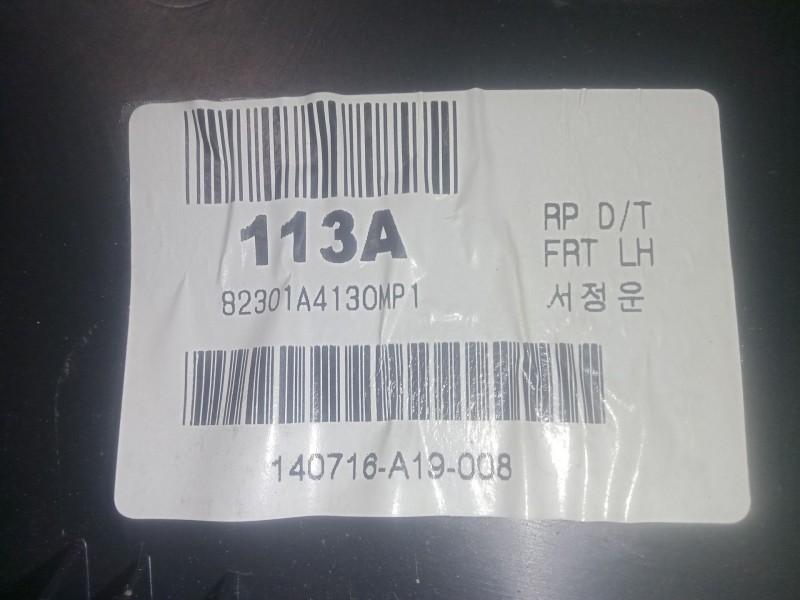 113A
82301A4130MP1
RP D/T
FRT LH
서정운
140716-A19-008